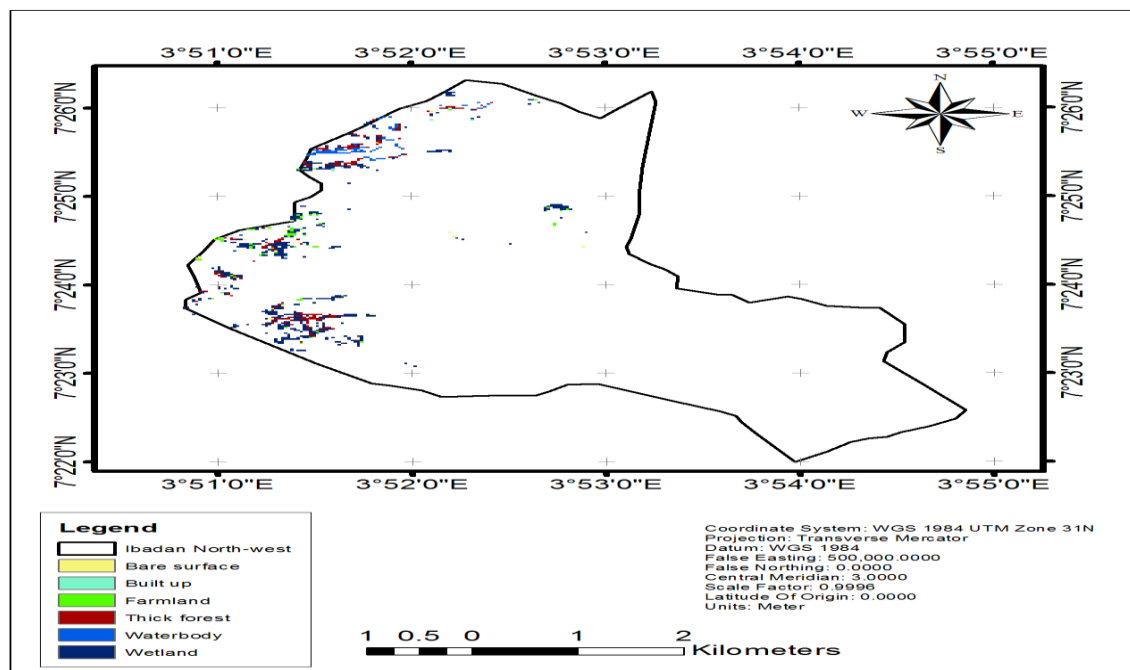 3°51'0"E 3°52'0"E 3°53'0"E 3°54'0"E 3°55'0"E
N
W E
S
7°26'0"N 7°26'0"N
7°25'0"N 7°25'0"N
7°24'0"N 7°24'0"N
7°23'0"N 7°23'0"N
7°22'0"N 7°22'0"N
3°51'0"E 3°52'0"E 3°53'0"E 3°54'0"E 3°55'0"E
Legend
Ibadan North-west
Bare surface
Built up
Farmland
Thick forest
Waterbody
Wetland
Coordinate System: WGS 1984 UTM Zone 31N
Projection: Transverse Mercator
Datum: WGS 1984
False Easting: 500,000.0000
False Northing: 0.0000
Central Meridian: 3.0000
Scale Factor: 0.9996
Latitude Of Origin: 0.0000
Units: Meter
1 0.5 0 1 2
Kilometers